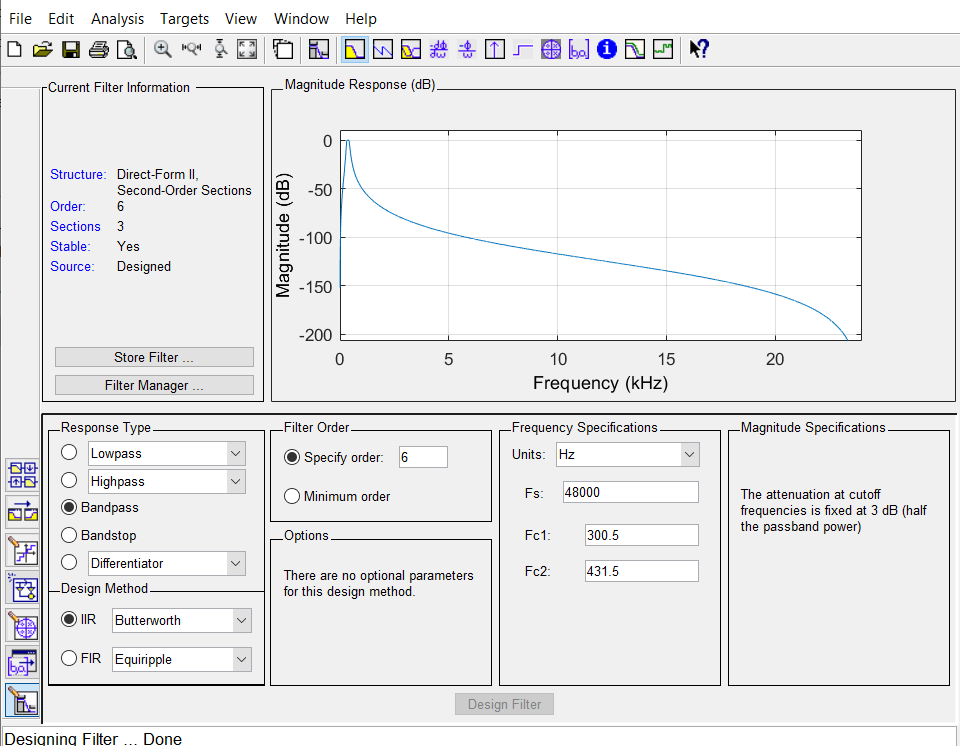 File Edit Analysis Targets View Window Help
Current Filter Information
Structure: Direct-Form II,
Second-Order Sections
Order: 6
Sections 3
Stable: Yes
Source: Designed
Store Filter ...
Filter Manager ...
Magnitude Response (dB)
Magnitude (dB)
0
-50
-100
-150
-200
0 5 10 15 20
Frequency (kHz)
Response Type
Lowpass
Highpass
Bandpass
Bandstop
Differentiator
Design Method
IIR Butterworth
FIR Equiripple
Filter Order
Specify order: 6
Minimum order
Options
There are no optional parameters
for this design method.
Frequency Specifications
Units: Hz
Fs: 48000
Fc1: 300.5
Fc2: 431.5
Magnitude Specifications
The attenuation at cutoff
frequencies is fixed at 3 dB (half
the passband power)
Design Filter
Designing Filter ... Done